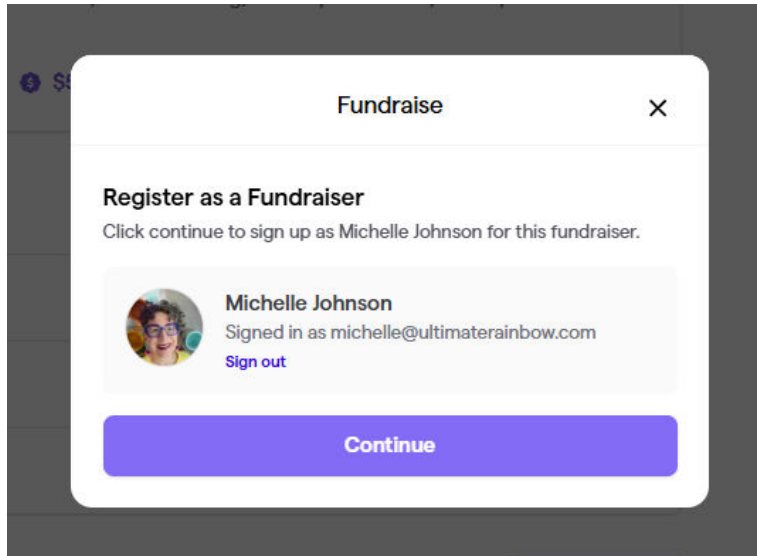 $5
Fundraise
Register as a Fundraiser
Click continue to sign up as Michelle Johnson for this fundraiser.
Michelle Johnson
Signed in as michelle@ultimaterainbow.com
Sign out
Continue